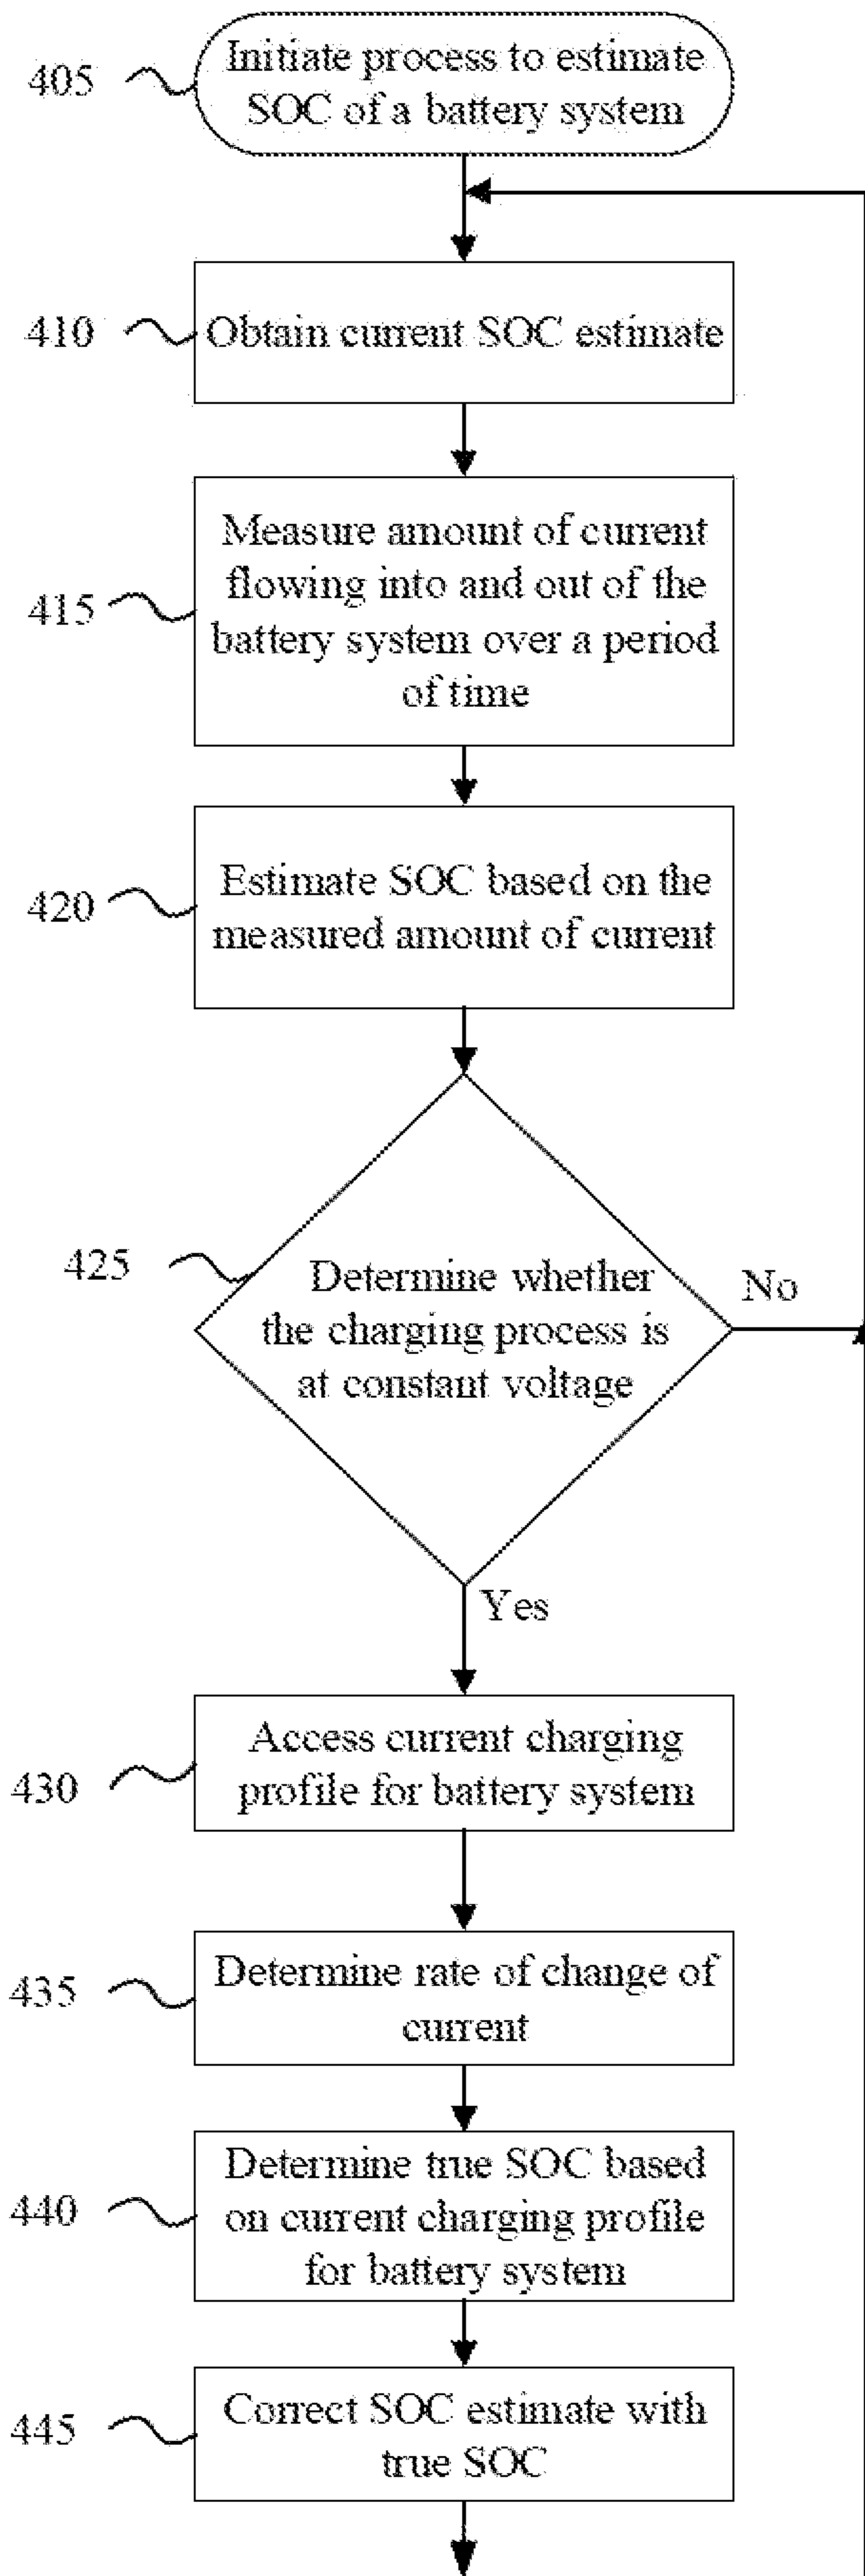 405
Initiate process to estimate
SOC of a battery system
410
Obtain current SOC estimate
415
Measure amount of current
flowing into and out of the
battery system over a period
of time
420
Estimate SOC based on the
measured amount of current
425
Determine whether
the charging process is
at constant voltage
No
Yes
430
Access current charging
profile for battery system
435
Determine rate of change of
current
440
Determine true SOC based
on current charging profile
for battery system
445
Correct SOC estimate with
true SOC